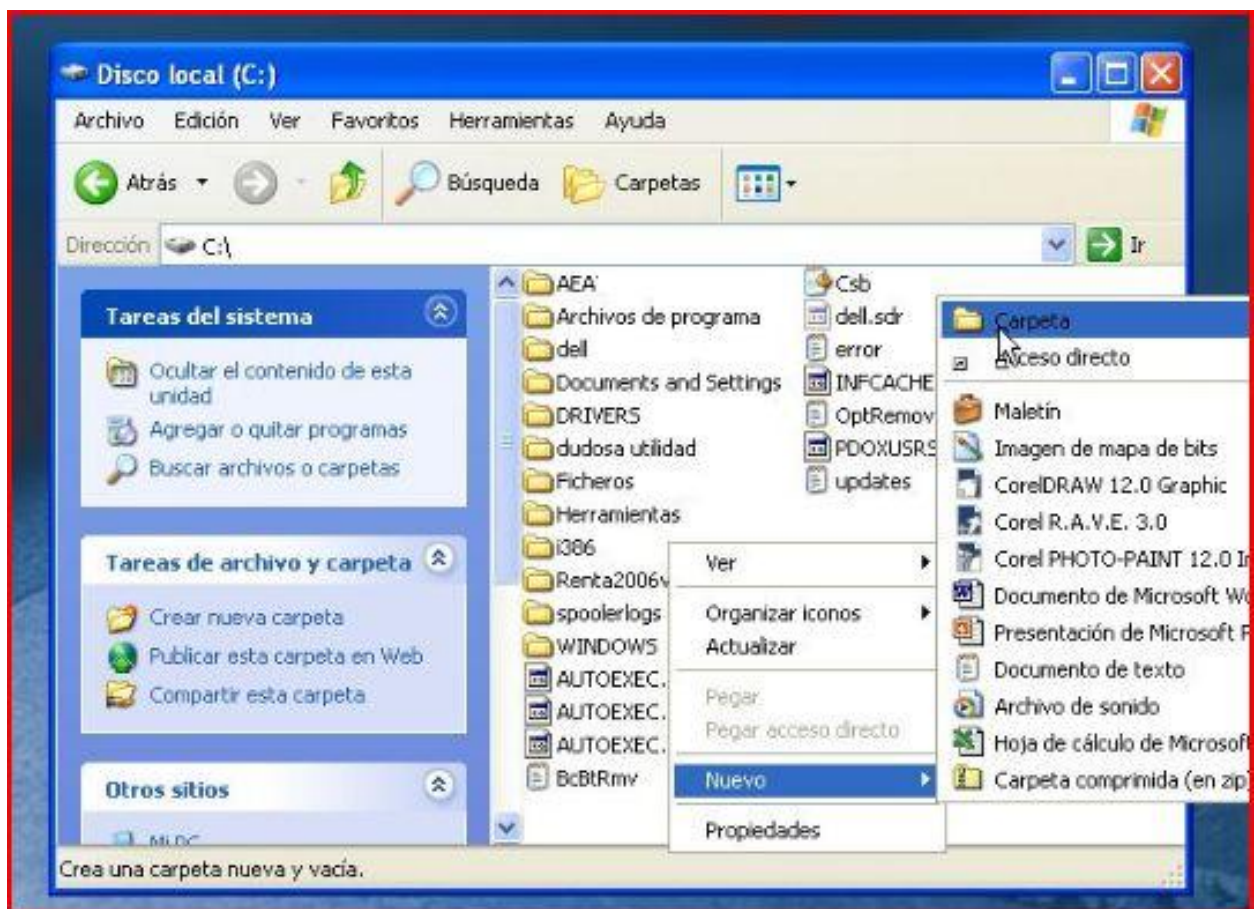 Disco local (C:)
Archivo Edición Ver Favoritos Herramientas Ayuda
Atrás Búsqueda Carpetas
Dirección C:\ Ir
Tareas del sistema
Ocultar el contenido de esta
unidad
Agregar o quitar programas
Buscar archivos o carpetas
Tareas de archivo y carpeta
Crear nueva carpeta
Publicar esta carpeta en Web
Compartir esta carpeta
Otros sitios
Mi PC
AEA
Archivos de programa
dell
Documents and Settings
DRIVERS
dudosa utilidad
Ficheros
Herramientas
i386
Renta2006v
spoolerlogs
WINDOWS
AUTOEXEC.
AUTOEXEC.
AUTOEXEC.
BcBtRmv
Csb
dell.sdr
error
INFCACHE
OptRemov
PDOXUSRS
updates
Ver
Organizar iconos
Actualizar
Pegar
Pegar acceso directo
Nuevo
Propiedades
Carpeta
Acceso directo
Maletín
Imagen de mapa de bits
CorelDRAW 12.0 Graphic
Corel R.A.V.E. 3.0
Corel PHOTO-PAINT 12.0 Im
Documento de Microsoft Wo
Presentación de Microsoft P
Documento de texto
Archivo de sonido
Hoja de cálculo de Microsoft
Carpeta comprimida (en zip)
Crea una carpeta nueva y vacía.